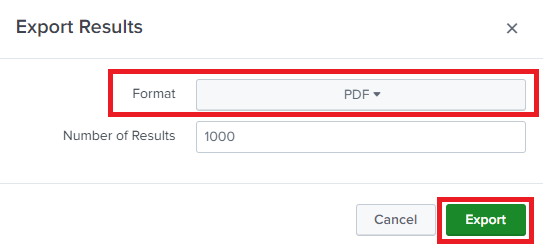 Export Results
Format PDF
Number of Results 1000
Cancel Export